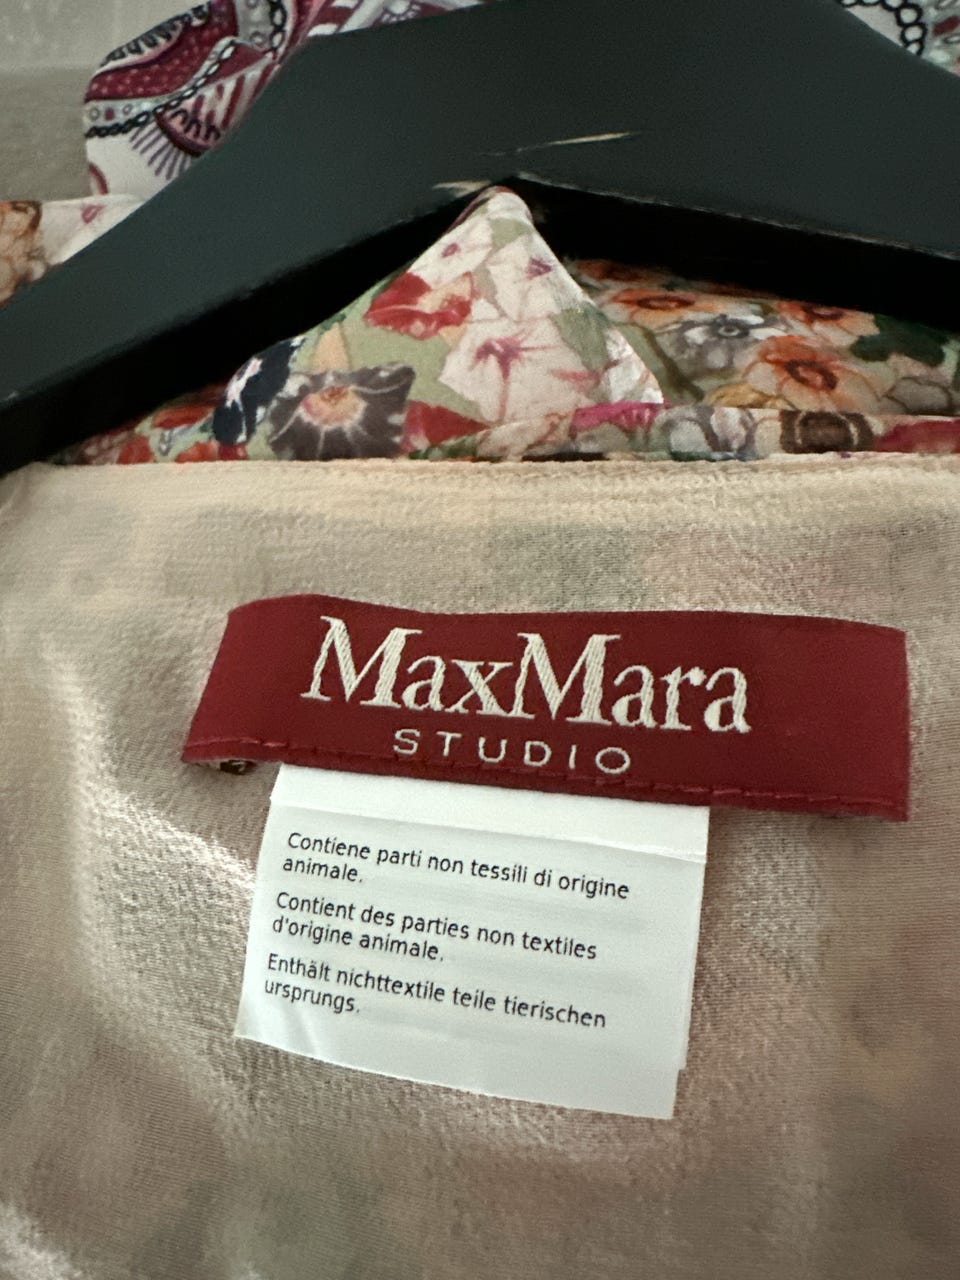 MaxMara
STUDIO
Contiene parti non tessili di origine
animale.
Contient des parties non textiles
d'origine animale.
Enthält nichttextile teile tierischen
ursprungs.